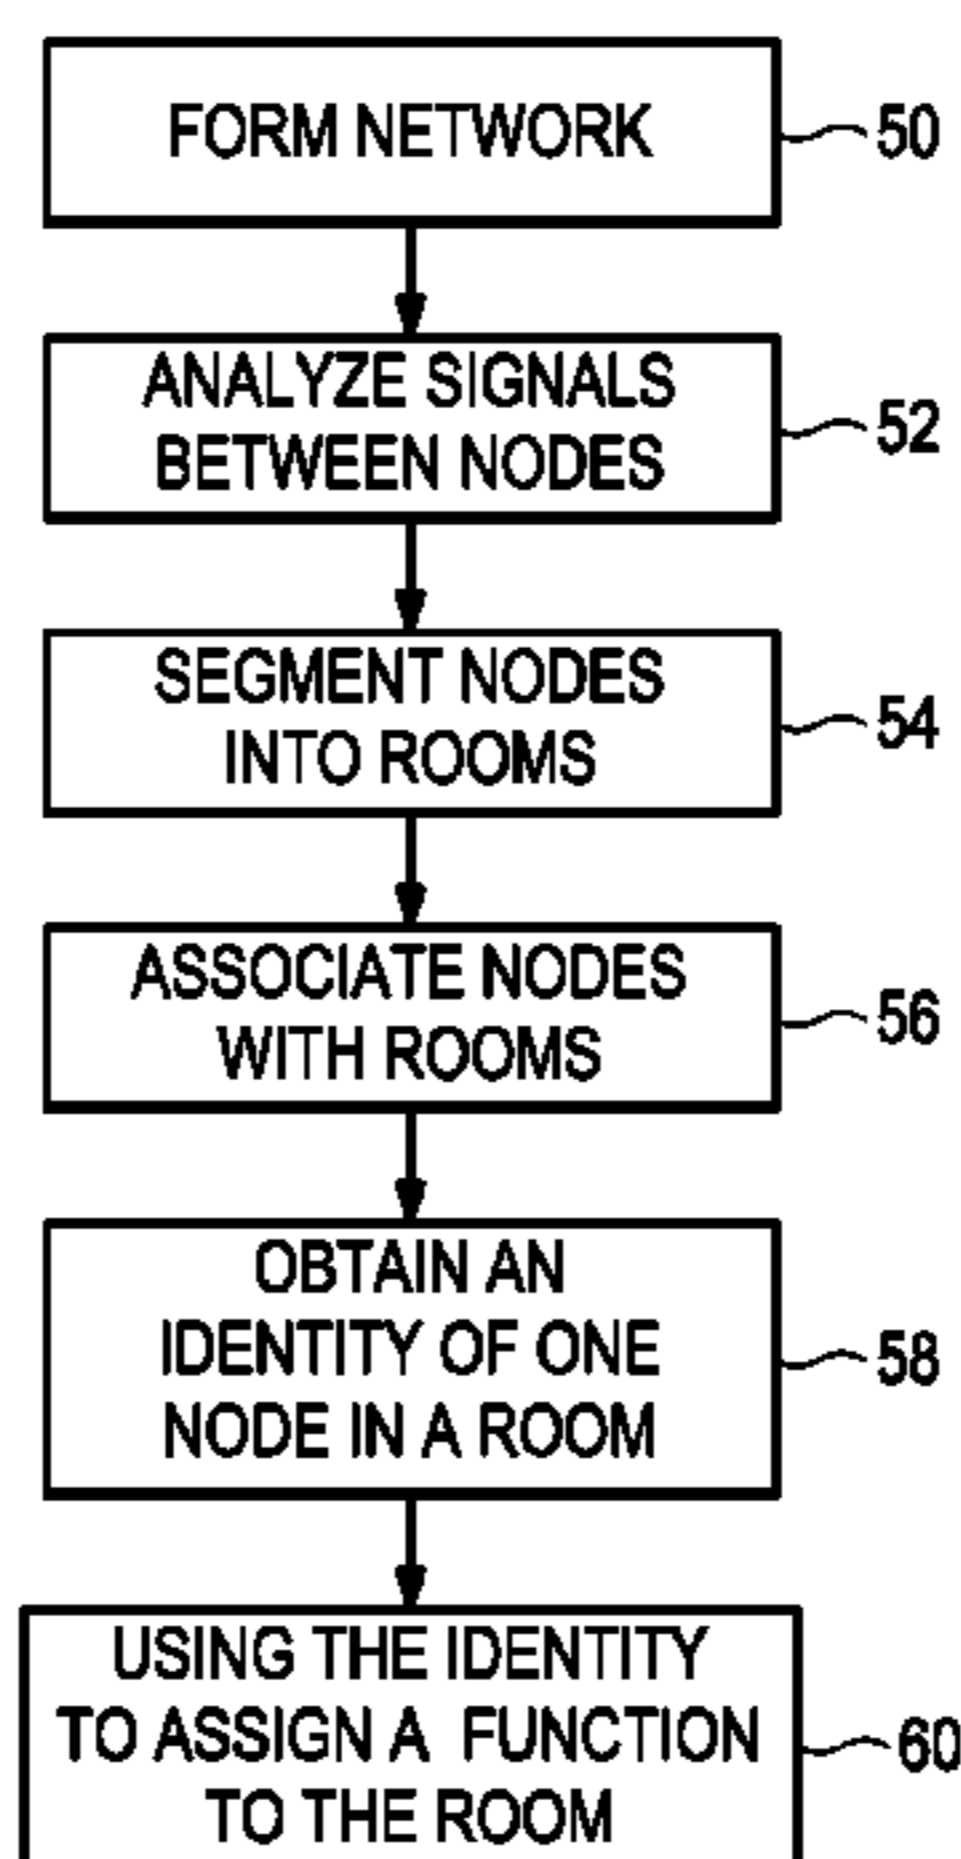 FORM NETWORK
50
ANALYZE SIGNALS
BETWEEN NODES
52
SEGMENT NODES
INTO ROOMS
54
ASSOCIATE NODES
WITH ROOMS
56
OBTAIN AN
IDENTITY OF ONE
NODE IN A ROOM
58
USING THE IDENTITY
TO ASSIGN A FUNCTION
TO THE ROOM
60